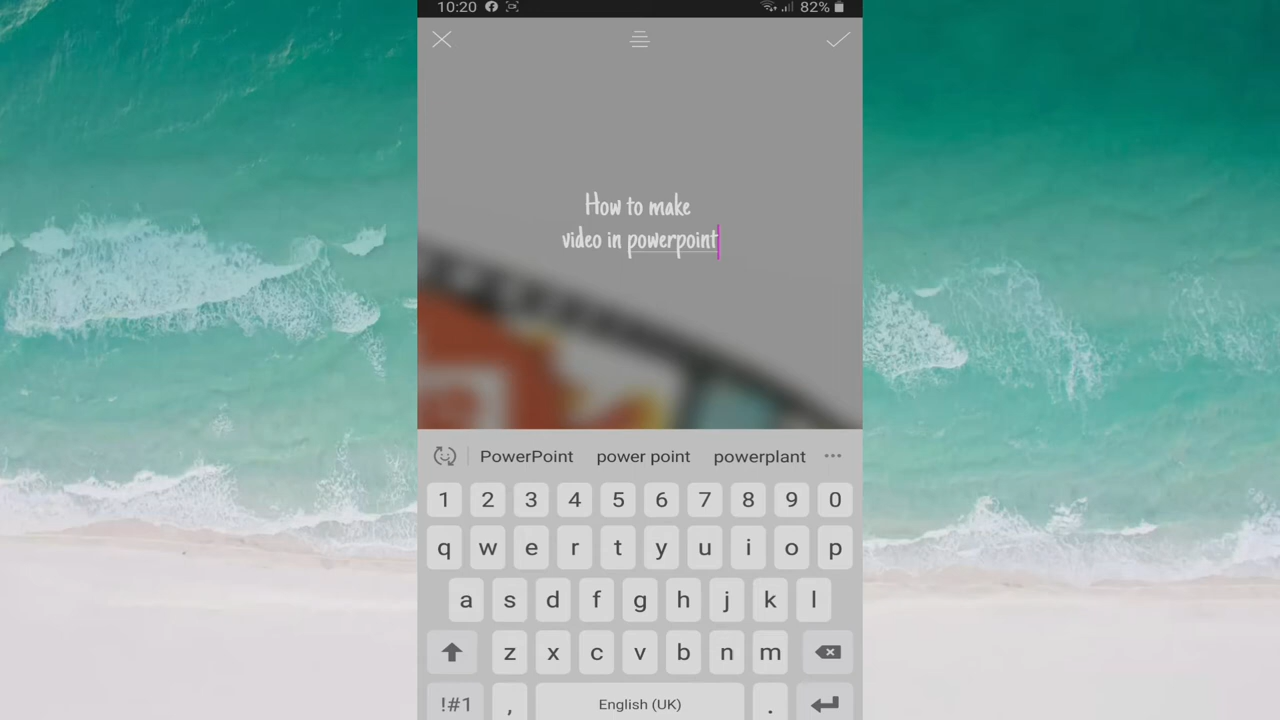 10:20 82%
How to make
video in powerpoint
PowerPoint power point powerplant
1 2 3 4 5 6 7 8 9 0
q w e r t y u i o p
a s d f g h j k l
z x c v b n m
!#1 , English (UK) .